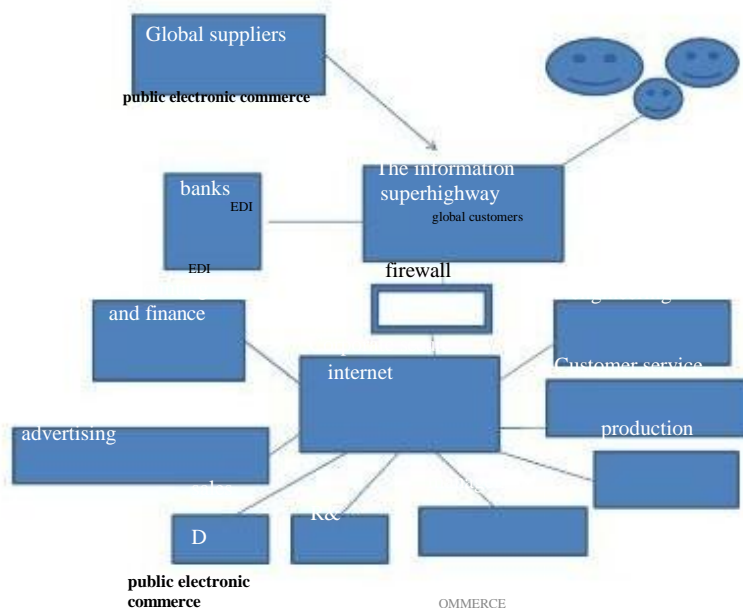 Global suppliers
public electronic commerce
The information
superhighway
global customers
banks
EDI
EDI
firewall
and finance
internet
Customer service
advertising
production
R&
D
public electronic
commerce
OMMERCE